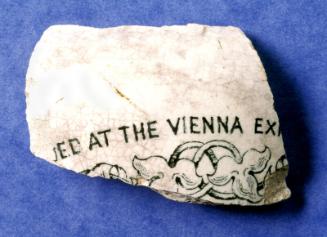 ED AT THE VIENNA EX